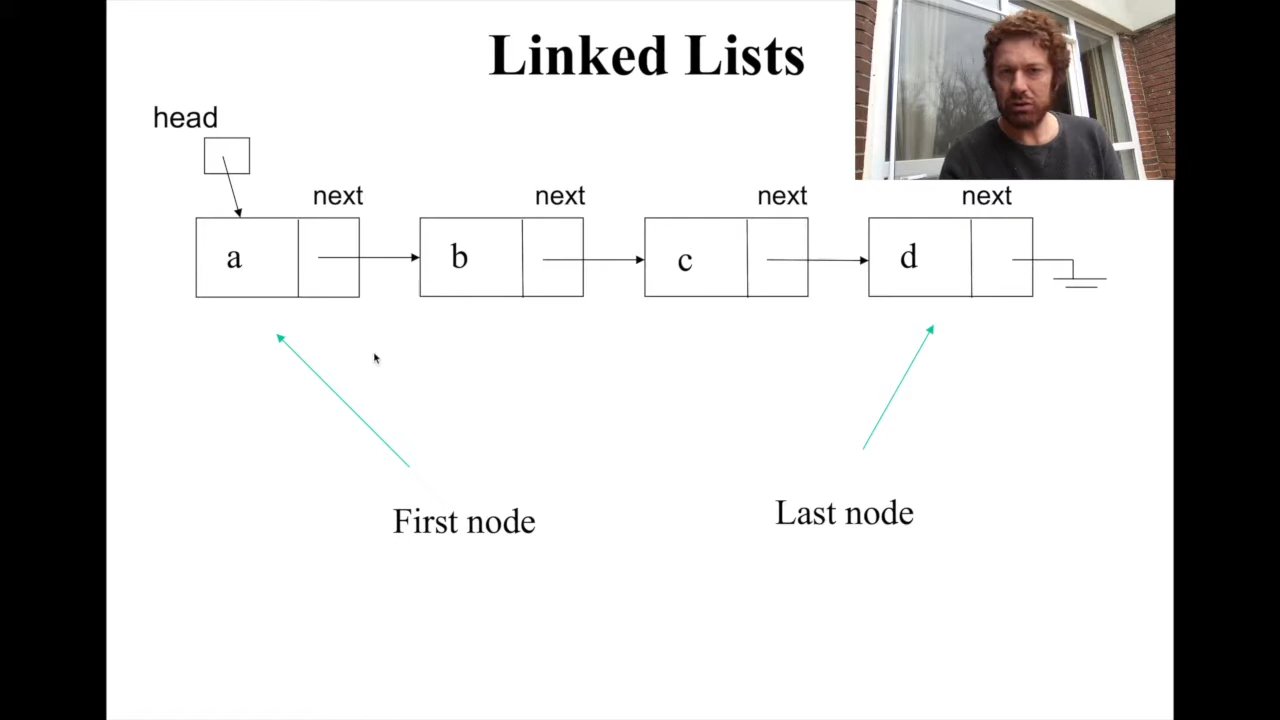 Linked Lists
head
next next next next
a b c d
First node
Last node